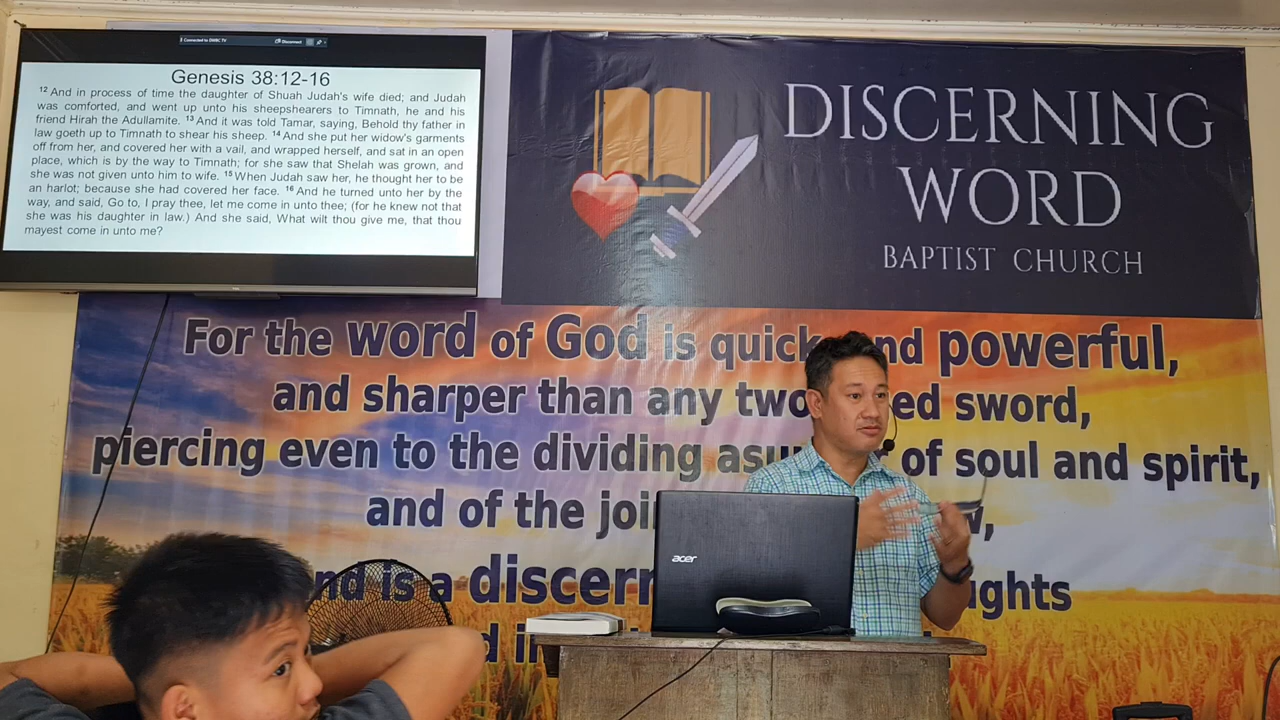 Connected to DWBC TV
Disconnect
Genesis 38:12-16
12 And in process of time the daughter of Shuah Judah's wife died; and Judah
was comforted, and went up unto his sheepshearers to Timnath, he and his
friend Hirah the Adullamite. 13 And it was told Tamar, saying, Behold thy father in
law goeth up to Timnath to shear his sheep. 14 And she put her widow's garments
off from her, and covered her with a vail, and wrapped herself, and sat in an open
place, which is by the way to Timnath; for she saw that Shelah was grown, and
she was not given unto him to wife. 15 When Judah saw her, he thought her to be
an harlot; because she had covered her face. 16 And he turned unto her by the
way, and said, Go to, I pray thee, let me come in unto thee; (for he knew not that
she was his daughter in law.) And she said, What wilt thou give me, that thou
mayest come in unto me?
DISCERNING
WORD
BAPTIST CHURCH
For the word of God is quick and powerful,
and sharper than any two ed sword,
piercing even to the dividing asu of soul and spirit,
and of the joi w,
nd is a discern ughts
d in
acer